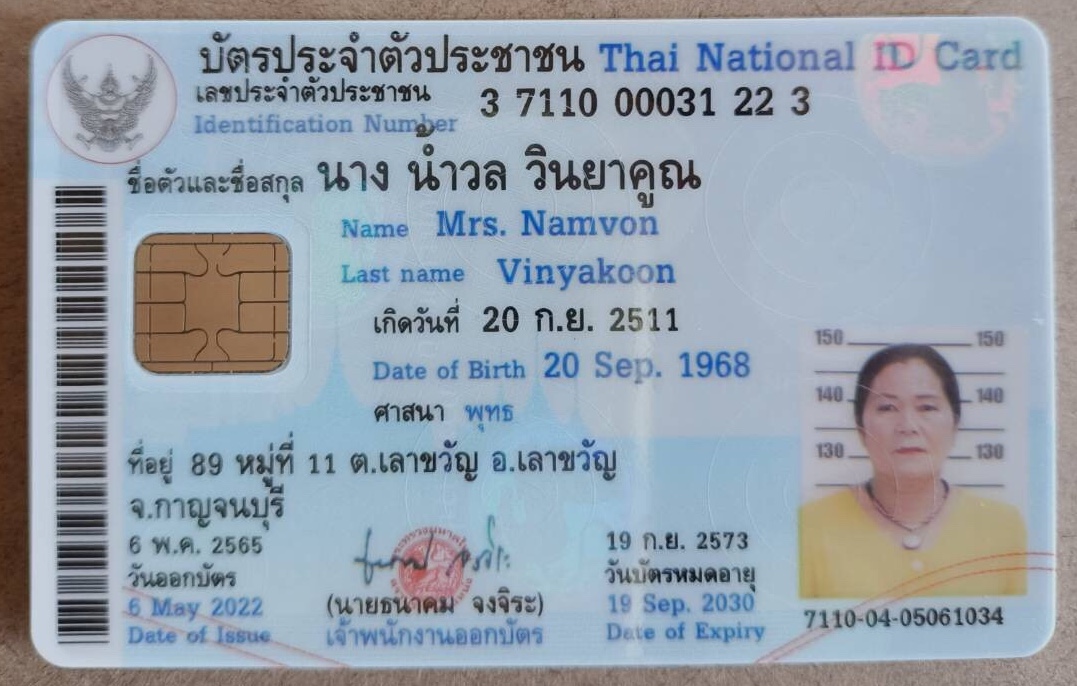 บัตรประจำตัวประชาชน Thai National ID Card
เลขประจำตัวประชาชน 3 7110 00031 22 3
Identification Number
ชื่อตัวและชื่อสกุล นาง น้ำวล วินยาคูณ
Name Mrs. Namvon
Last name Vinyakoon
เกิดวันที่ 20 ก.ย. 2511
Date of Birth 20 Sep. 1968
ศาสนา พุทธ
ที่อยู่ 89 หมู่ที่ 11 ต.เลาขวัญ อ.เลาขวัญ
จ.กาญจนบุรี
6 พ.ค. 2565
วันออกบัตร
6 May 2022
Date of Issue
(นายธนาคม จงจิระ)
เจ้าพนักงานออกบัตร
19 ก.ย. 2573
วันบัตรหมดอายุ
19 Sep. 2030
Date of Expiry
150 150
140 140
130 130
7110-04-05061034